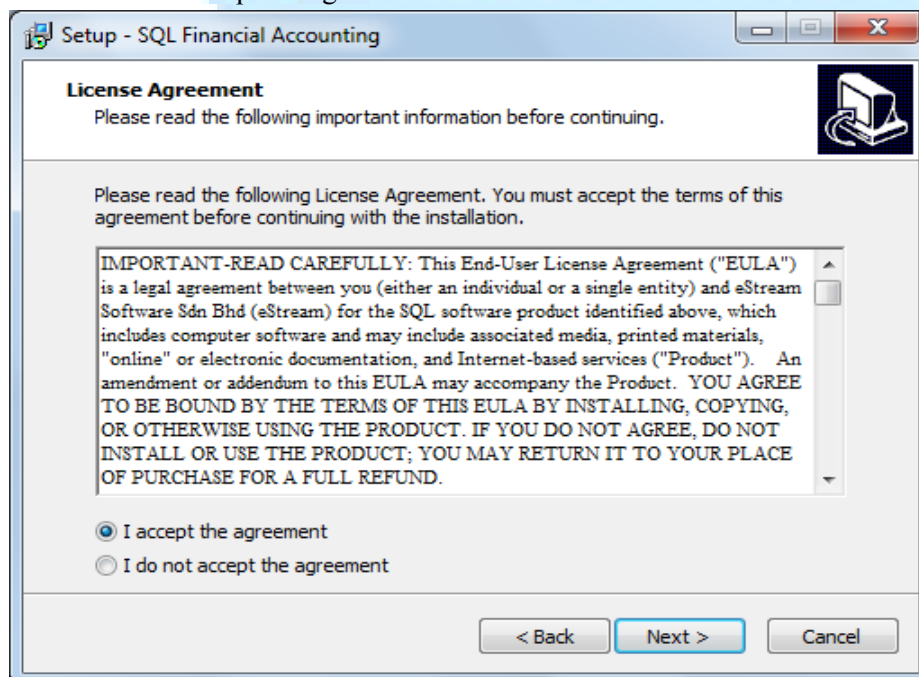 Setup - SQL Financial Accounting
License Agreement
Please read the following important information before continuing.
Please read the following License Agreement. You must accept the terms of this
agreement before continuing with the installation.
IMPORTANT-READ CAREFULLY: This End-User License Agreement ("EULA")
is a legal agreement between you (either an individual or a single entity) and eStream
Software Sdn Bhd (eStream) for the SQL software product identified above, which
includes computer software and may include associated media, printed materials,
"online" or electronic documentation, and Internet-based services ("Product").   An
amendment or addendum to this EULA may accompany the Product.  YOU AGREE
TO BE BOUND BY THE TERMS OF THIS EULA BY INSTALLING, COPYING,
OR OTHERWISE USING THE PRODUCT. IF YOU DO NOT AGREE, DO NOT
INSTALL OR USE THE PRODUCT; YOU MAY RETURN IT TO YOUR PLACE
OF PURCHASE FOR A FULL REFUND.
I accept the agreement
I do not accept the agreement
< Back Next > Cancel